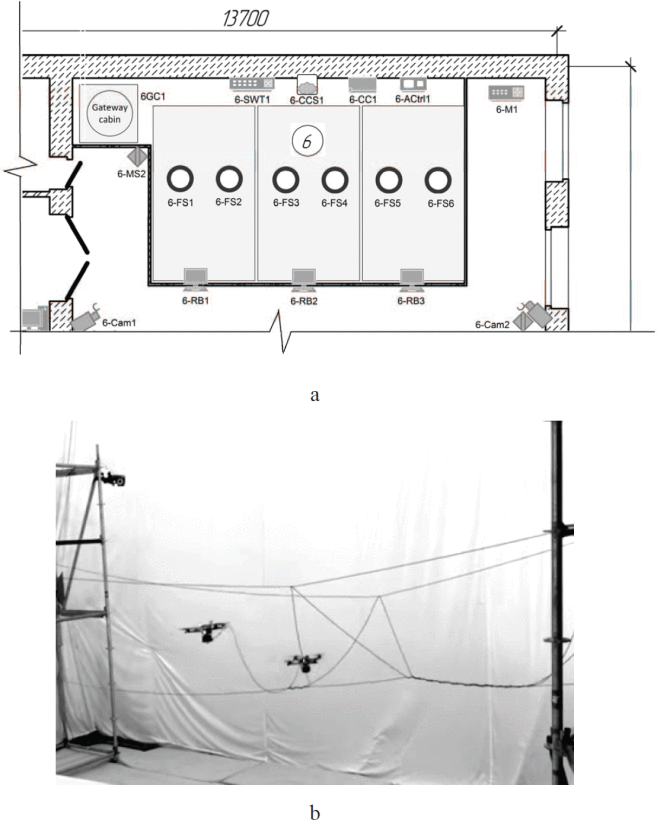 13700
Gateway
cabin
6GC1
6-SWT1
6-CCS1
6-CC1
6-ACtrl1
6-M1
6-MS2
6
6-FS1
6-FS2
6-FS3
6-FS4
6-FS5
6-FS6
6-RB1
6-RB2
6-RB3
6-Cam1
6-Cam2
a
b